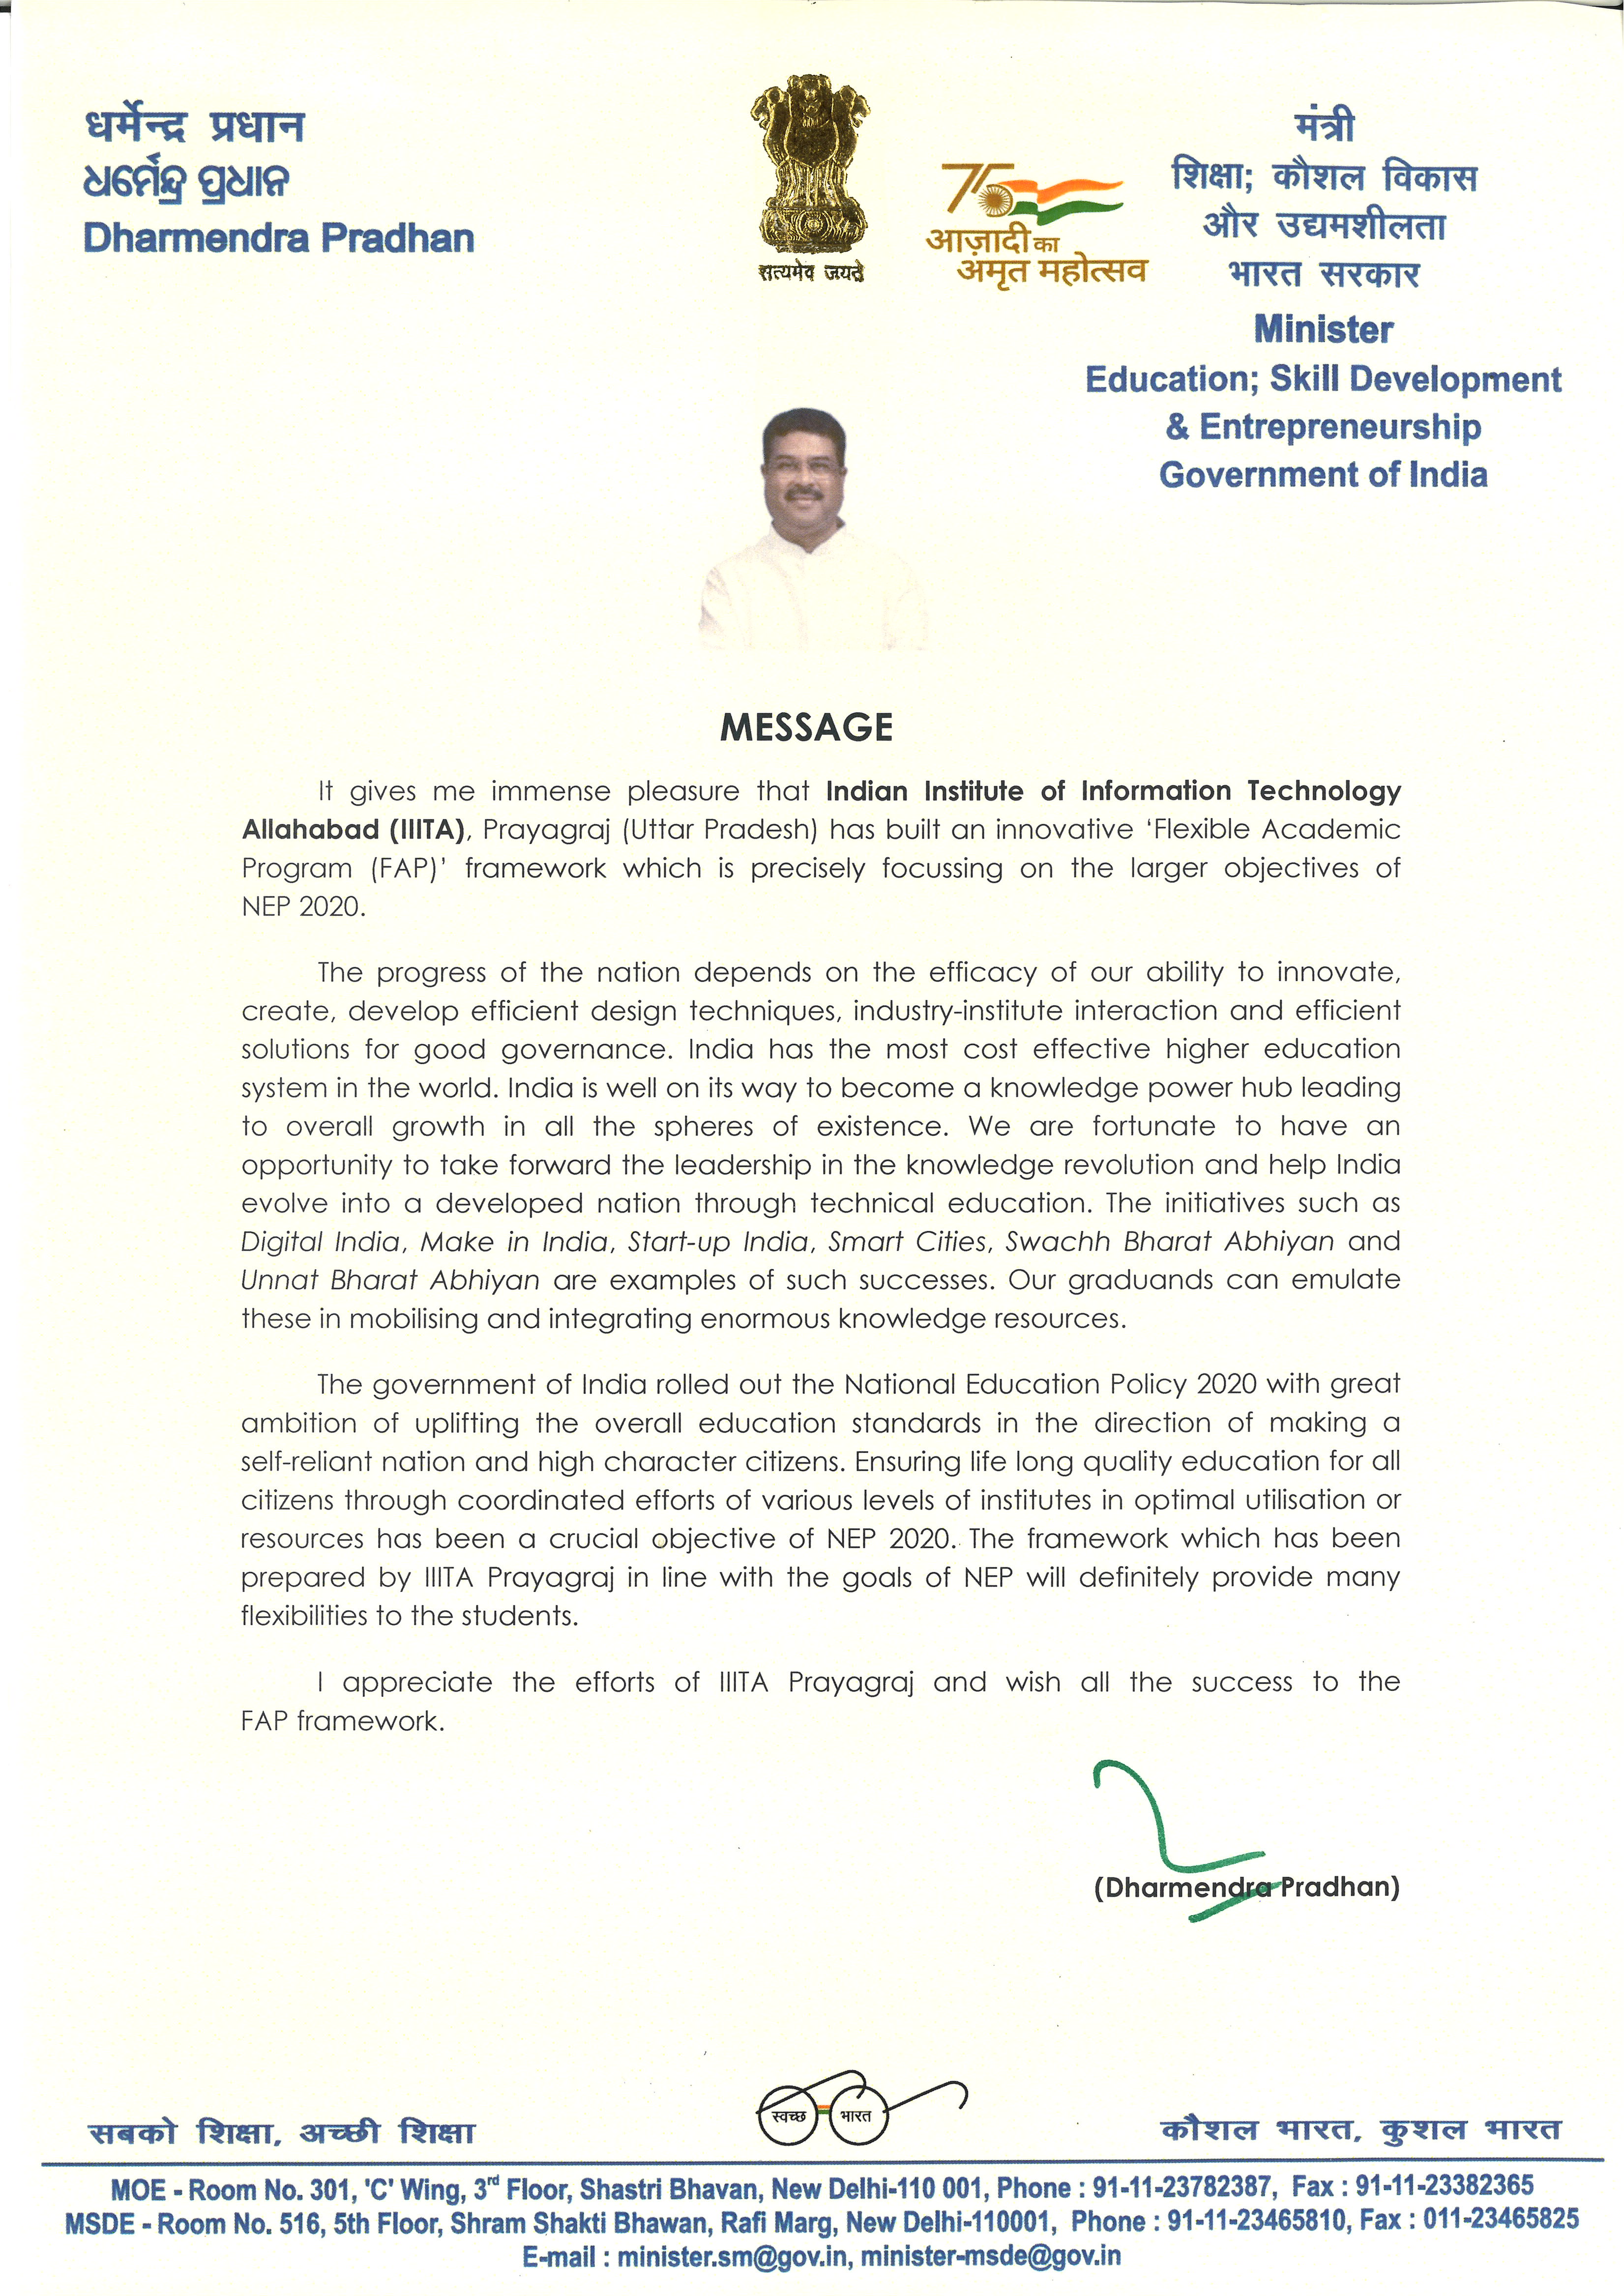 धर्मेन्द्र प्रधान
ଧର୍ମେନ୍ଦ୍ର ପ୍ରଧାନ
Dharmendra Pradhan
सत्यमेव जयते
75
आज़ादी का
अमृत महोत्सव
मंत्री
शिक्षा; कौशल विकास
और उद्यमशीलता
भारत सरकार
Minister
Education; Skill Development
& Entrepreneurship
Government of India
MESSAGE
It gives me immense pleasure that Indian Institute of Information Technology
Allahabad (IIITA), Prayagraj (Uttar Pradesh) has built an innovative ‘Flexible Academic
Program (FAP)’ framework which is precisely focussing on the larger objectives of
NEP 2020.
The progress of the nation depends on the efficacy of our ability to innovate,
create, develop efficient design techniques, industry-institute interaction and efficient
solutions for good governance. India has the most cost effective higher education
system in the world. India is well on its way to become a knowledge power hub leading
to overall growth in all the spheres of existence. We are fortunate to have an
opportunity to take forward the leadership in the knowledge revolution and help India
evolve into a developed nation through technical education. The initiatives such as
Digital India, Make in India, Start-up India, Smart Cities, Swachh Bharat Abhiyan and
Unnat Bharat Abhiyan are examples of such successes. Our graduands can emulate
these in mobilising and integrating enormous knowledge resources.
The government of India rolled out the National Education Policy 2020 with great
ambition of uplifting the overall education standards in the direction of making a
self-reliant nation and high character citizens. Ensuring life long quality education for all
citizens through coordinated efforts of various levels of institutes in optimal utilisation or
resources has been a crucial objective of NEP 2020. The framework which has been
prepared by IIITA Prayagraj in line with the goals of NEP will definitely provide many
flexibilities to the students.
I appreciate the efforts of IIITA Prayagraj and wish all the success to the
FAP framework.
(Dharmendra Pradhan)
सबको शिक्षा, अच्छी शिक्षा
स्वच्छ भारत
कौशल भारत, कुशल भारत
MOE - Room No. 301, 'C' Wing, 3rd Floor, Shastri Bhavan, New Delhi-110 001, Phone : 91-11-23782387, Fax : 91-11-23382365
MSDE - Room No. 516, 5th Floor, Shram Shakti Bhawan, Rafi Marg, New Delhi-110001, Phone : 91-11-23465810, Fax : 011-23465825
E-mail : minister.sm@gov.in, minister-msde@gov.in